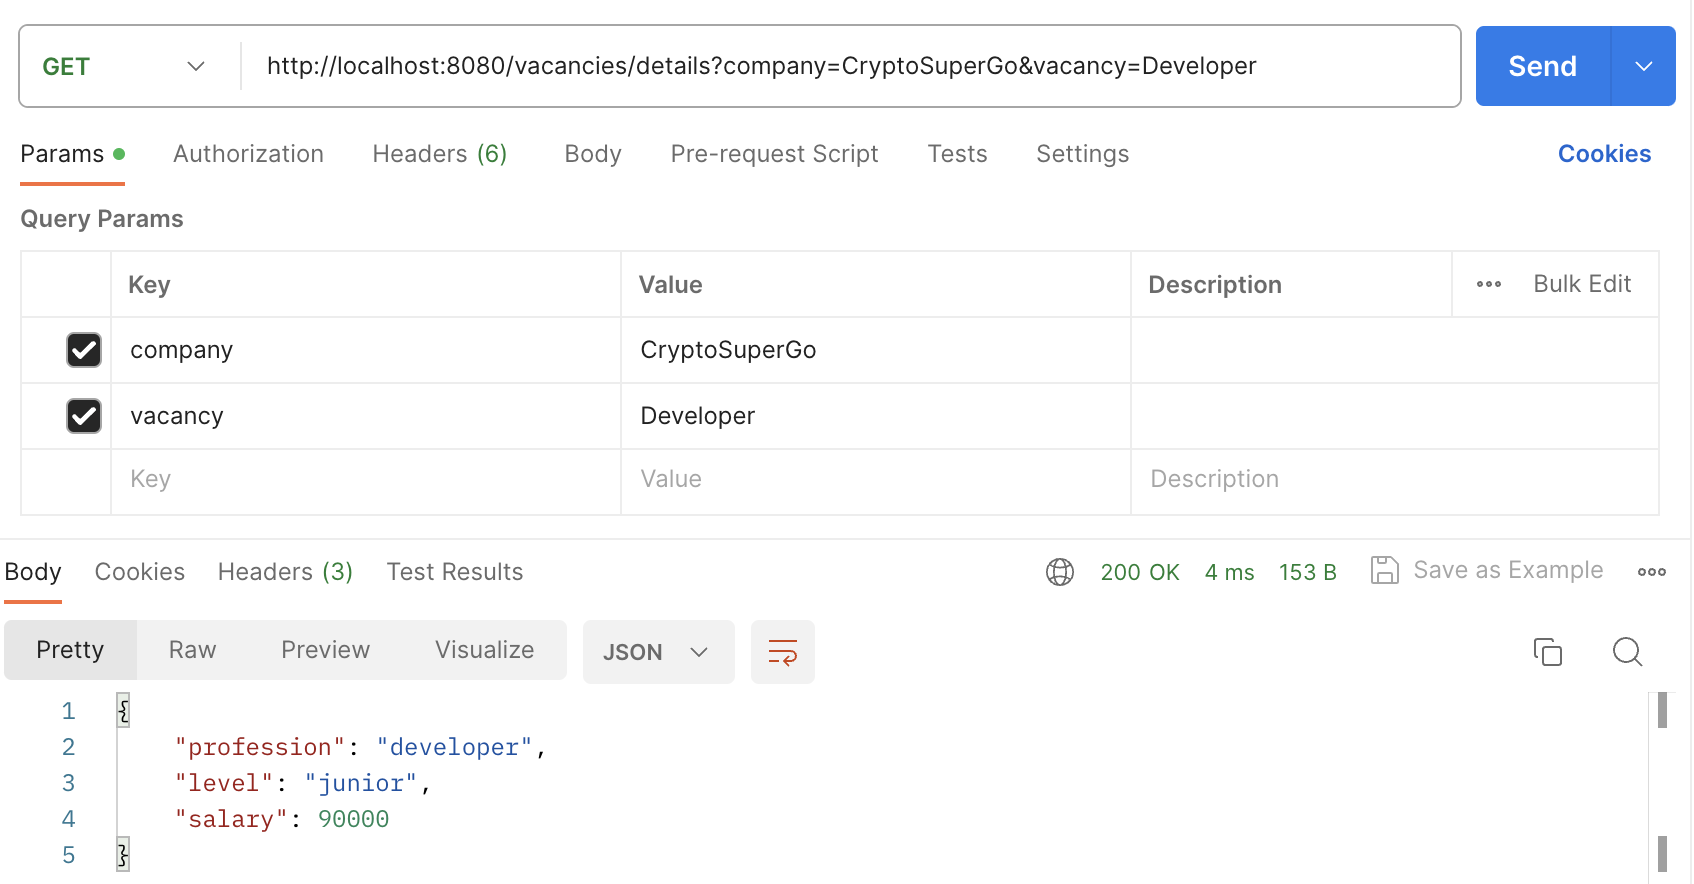 GET http://localhost:8080/vacancies/details?company=CryptoSuperGo&vacancy=Developer Send
Params Authorization Headers (6) Body Pre-request Script Tests Settings Cookies
Query Params
Key Value Description Bulk Edit
company CryptoSuperGo
vacancy Developer
Key Value Description
Body Cookies Headers (3) Test Results 200 OK 4 ms 153 B Save as Example
Pretty Raw Preview Visualize JSON
1 {
2 "profession": "developer",
3 "level": "junior",
4 "salary": 90000
5 }